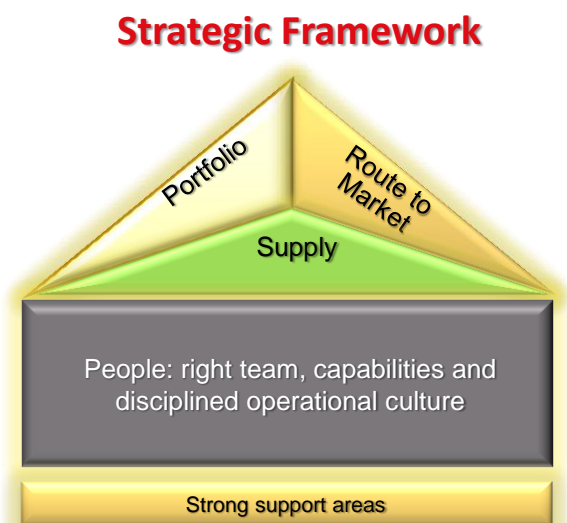 Strategic Framework
Portfolio
Route to
Market
Supply
People: right team, capabilities and
disciplined operational culture
Strong support areas